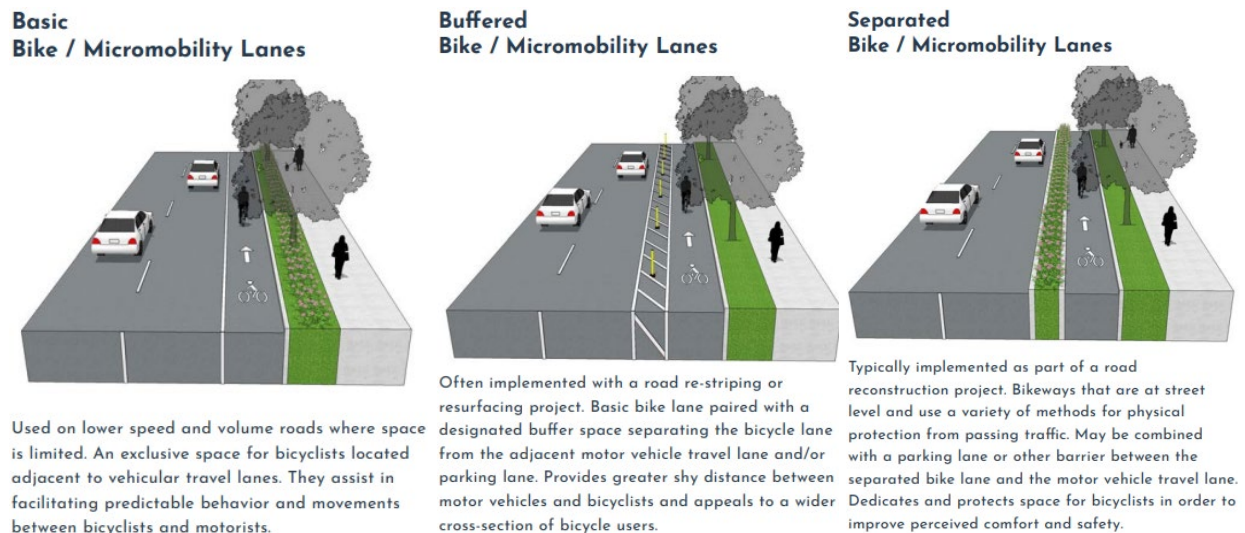 Basic
Bike / Micromobility Lanes
Used on lower speed and volume roads where space
is limited. An exclusive space for bicyclists located
adjacent to vehicular travel lanes. They assist in
facilitating predictable behavior and movements
between bicyclists and motorists.
Buffered
Bike / Micromobility Lanes
Often implemented with a road re-striping or
resurfacing project. Basic bike lane paired with a
designated buffer space separating the bicycle lane
from the adjacent motor vehicle travel lane and/or
parking lane. Provides greater shy distance between
motor vehicles and bicyclists and appeals to a wider
cross-section of bicycle users.
Separated
Bike / Micromobility Lanes
Typically implemented as part of a road
reconstruction project. Bikeways that are at street
level and use a variety of methods for physical
protection from passing traffic. May be combined
with a parking lane or other barrier between the
separated bike lane and the motor vehicle travel lane.
Dedicates and protects space for bicyclists in order to
improve perceived comfort and safety.